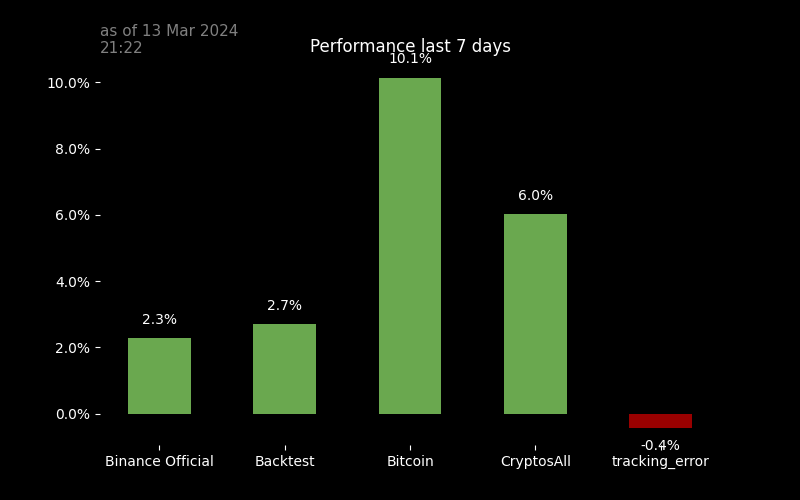 as of 13 Mar 2024
21:22
Performance last 7 days
10.1%
10.0%
8.0%
6.0%
6.0%
4.0%
2.7%
2.3%
2.0%
0.0%
-0.4%
Binance Official
Backtest
Bitcoin
CryptosAll
tracking_error